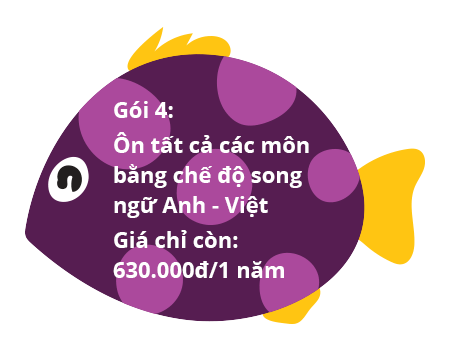 Gói 4:
Ôn tất cả các môn
bằng chế độ song
ngữ Anh - Việt
Giá chỉ còn:
630.000đ/1 năm